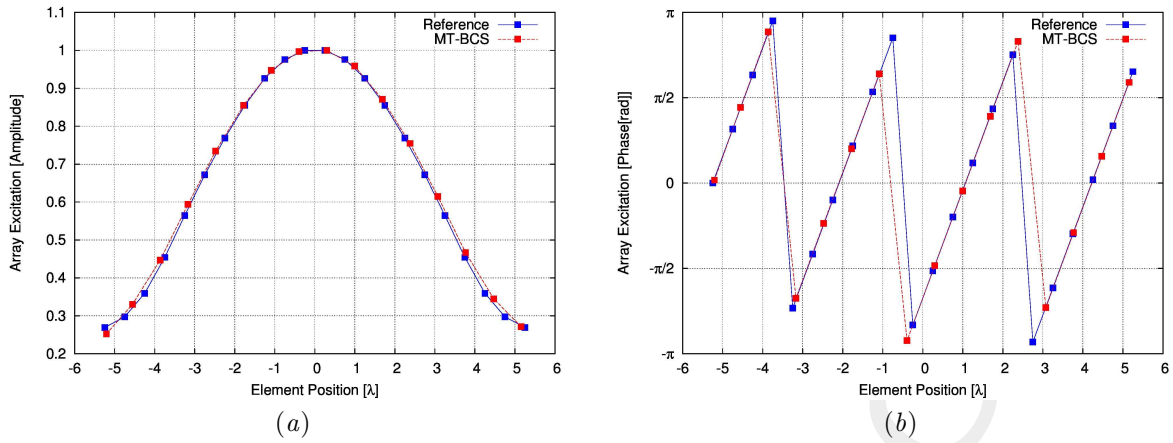 Array Excitation [Amplitude]
1.1
1
0.9
0.8
0.7
0.6
0.5
0.4
0.3
0.2
Reference
MT-BCS
-6 -5 -4 -3 -2 -1 0 1 2 3 4 5 6
Element Position [λ]
(a)
Array Excitation [Phase[rad]]
π
π/2
0
-π/2
-π
Reference
MT-BCS
-6 -5 -4 -3 -2 -1 0 1 2 3 4 5 6
Element Position [λ]
(b)